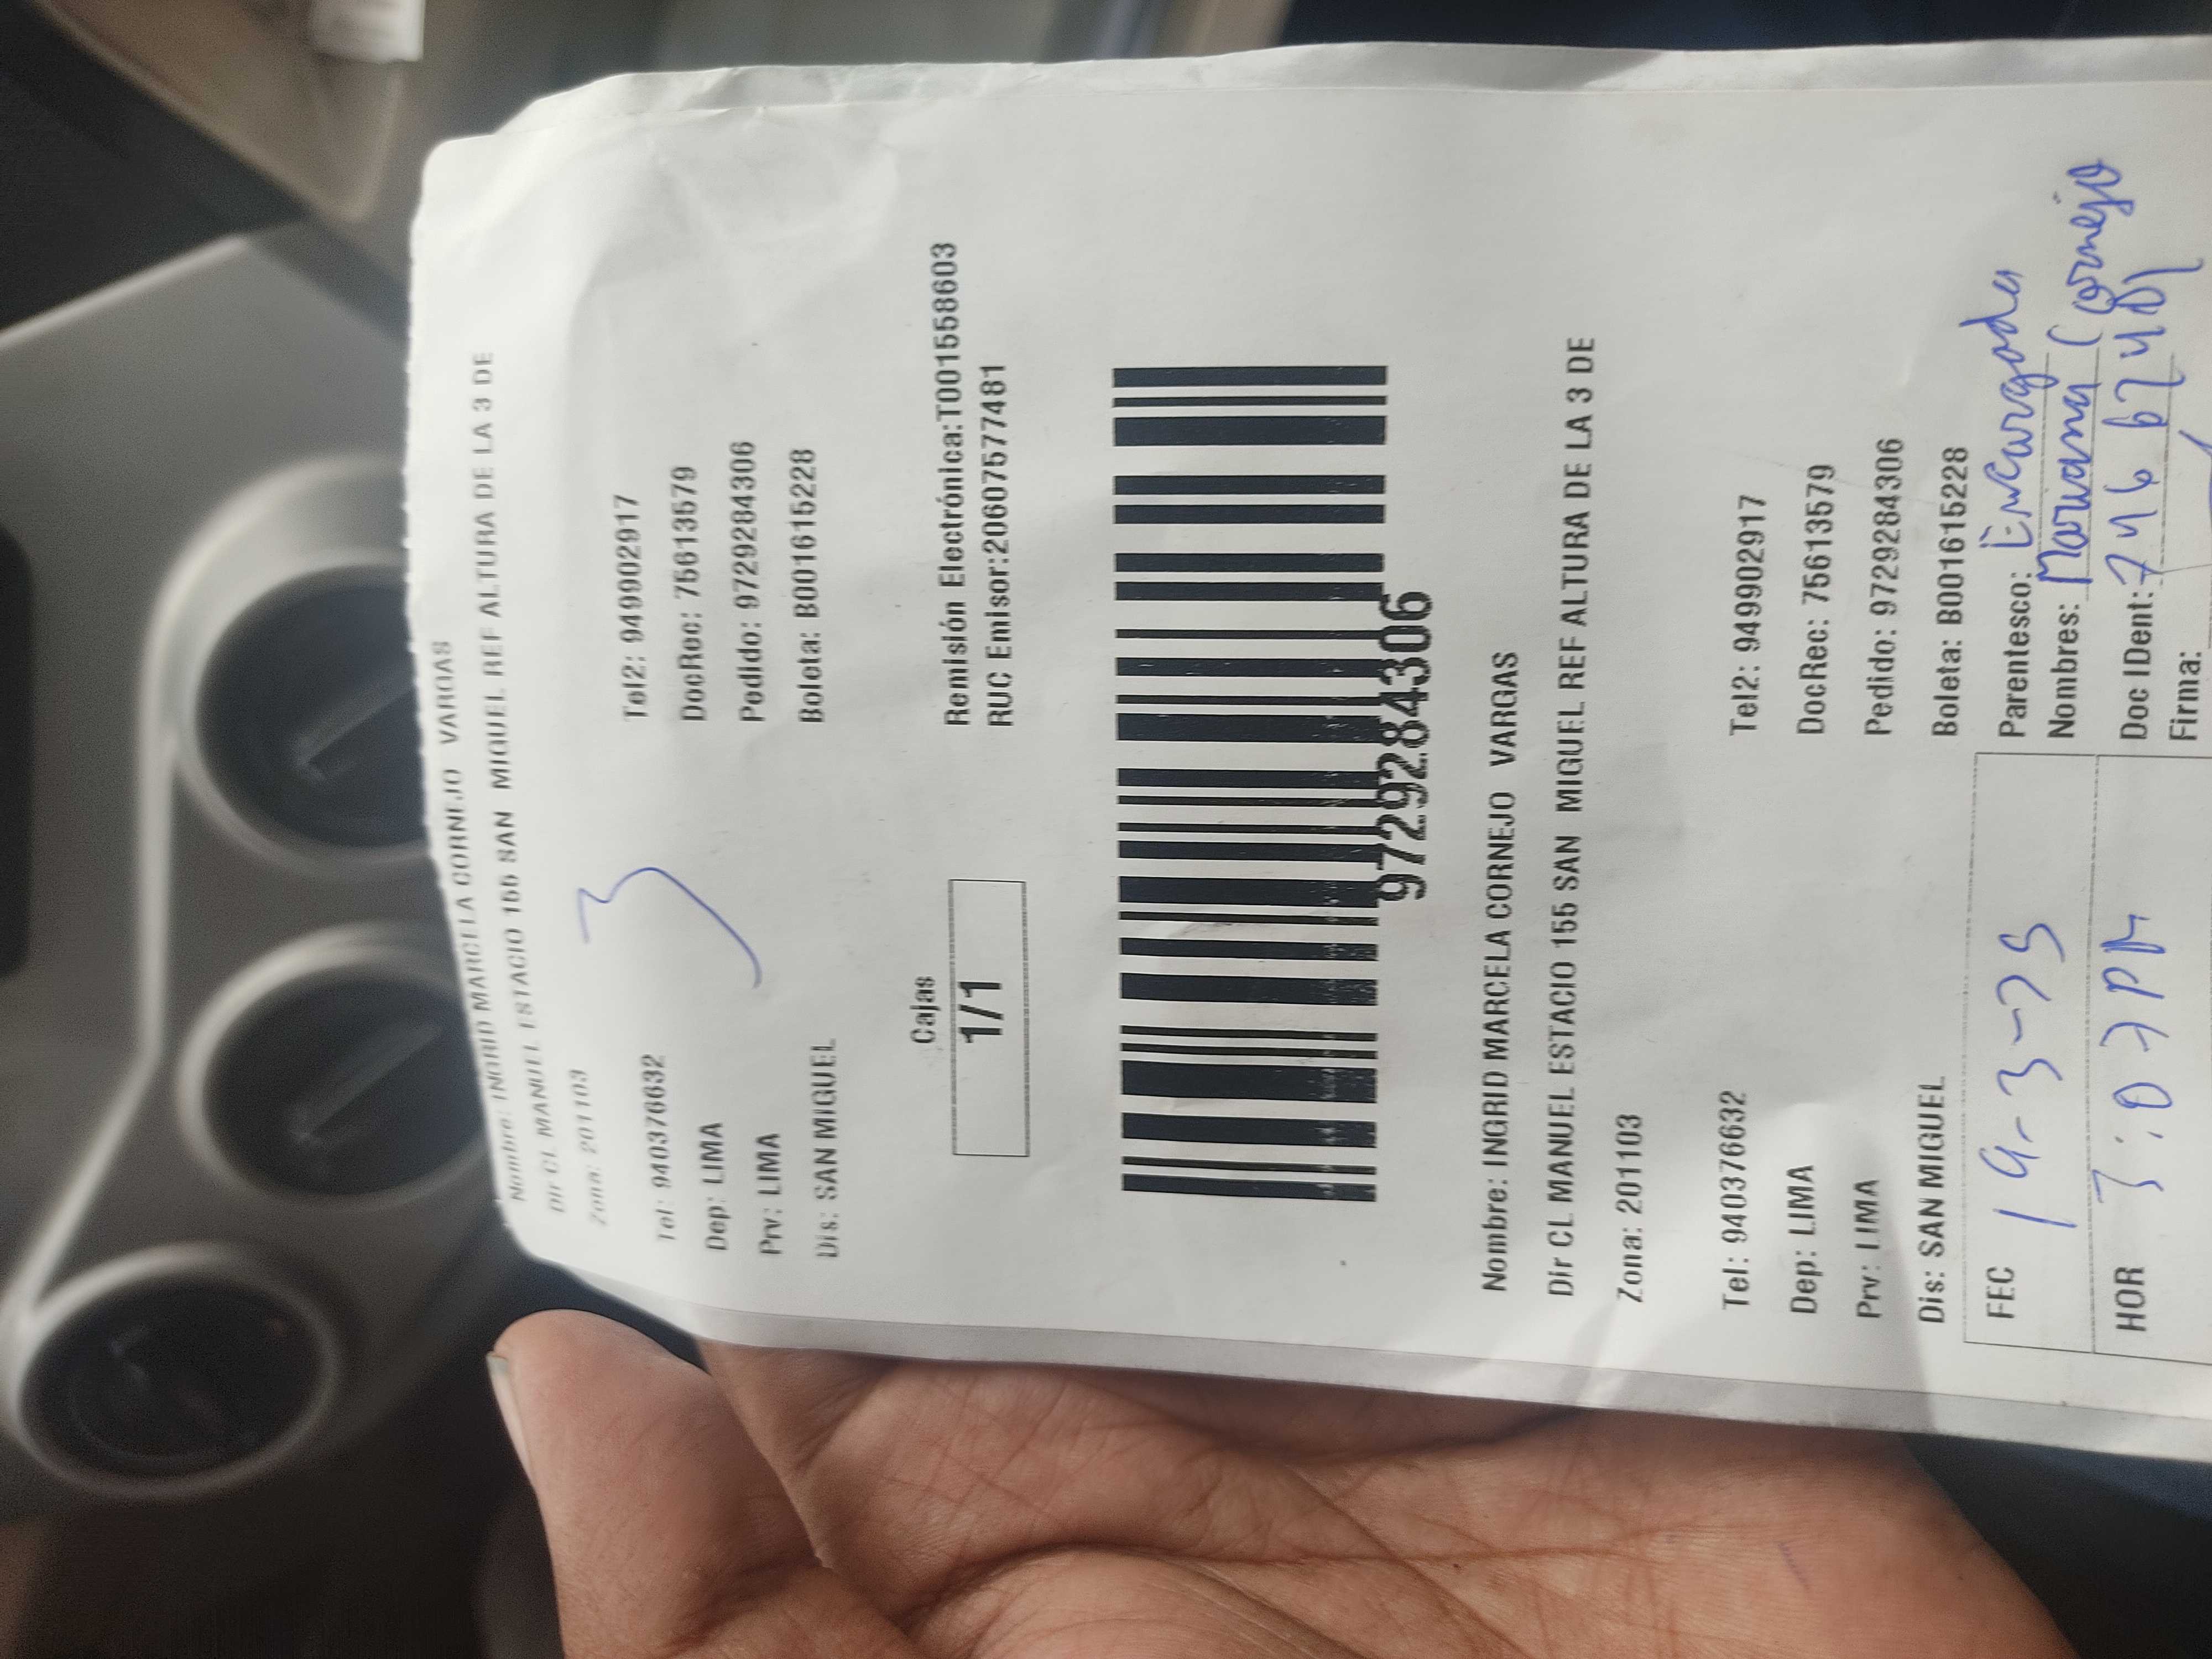 Nombre: INGRID MARCELA CORNEJO VARGAS
Dir CL MANUEL ESTACIO 155 SAN MIGUEL REF ALTURA DE LA 3 DE
Zona: 201103
Tel: 940376632 Tel2: 949902917
Dep: LIMA DocRec: 75613579
Prv: LIMA Pedido: 9729284306
Dis: SAN MIGUEL Boleta: B001615228
3
Cajas
1/1
Remisión Electrónica:T001558603
RUC Emisor:20607577481
9729284306
Nombre: INGRID MARCELA CORNEJO VARGAS
Dir CL MANUEL ESTACIO 155 SAN MIGUEL REF ALTURA DE LA 3 DE
Zona: 201103
Tel: 940376632 Tel2: 949902917
Dep: LIMA DocRec: 75613579
Prv: LIMA Pedido: 9729284306
Dis: SAN MIGUEL Boleta: B001615228
FEC 19-3-25 Parentesco: Encargada
Nombres: Cornejo
HOR 3:07PM Doc IDent:
Firma: